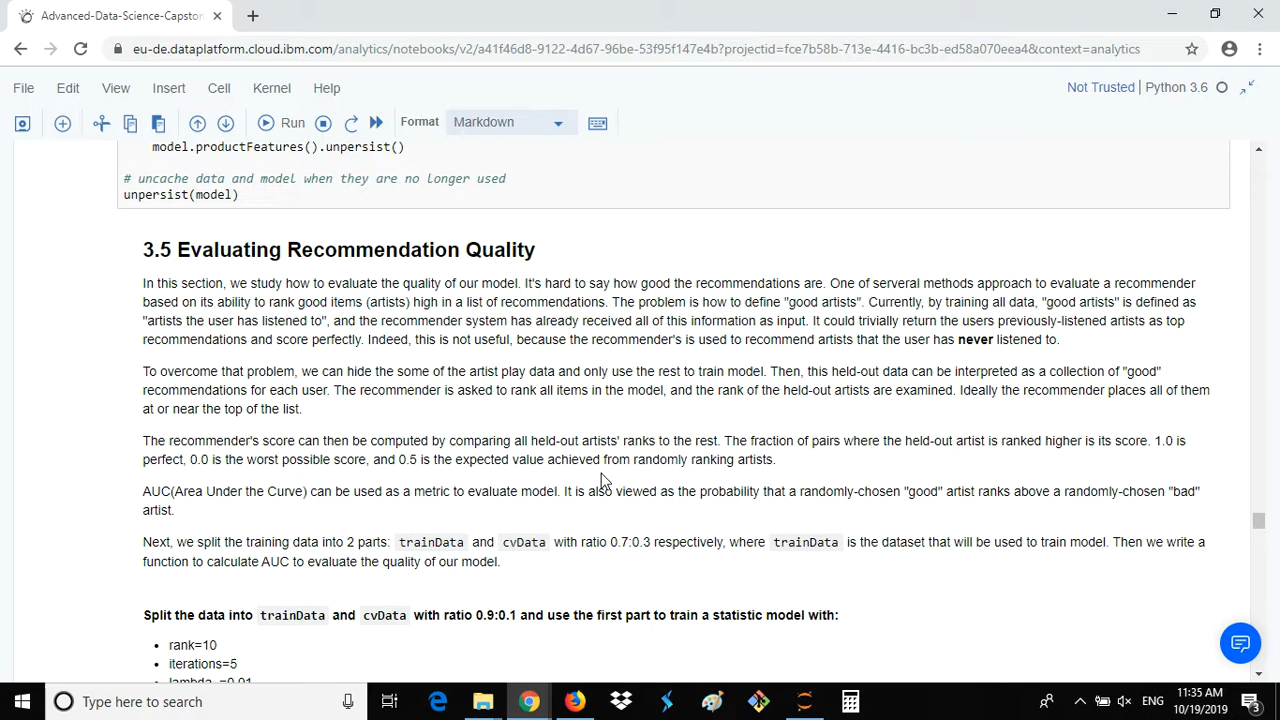 Advanced-Data-Science-Capston
eu-de.dataplatform.cloud.ibm.com/analytics/notebooks/v2/a41f46d8-9122-4d67-96be-53f95f147e4b?projectid=fce7b58b-713e-4416-bc3b-ed58a070eea4&context=analytics
File Edit View Insert Cell Kernel Help Not Trusted | Python 3.6
Run Format Markdown
model.productFeatures().unpersist()
# uncache data and model when they are no longer used
unpersist(model)
3.5 Evaluating Recommendation Quality
In this section, we study how to evaluate the quality of our model. It's hard to say how good the recommendations are. One of serveral methods approach to evaluate a recommender
based on its ability to rank good items (artists) high in a list of recommendations. The problem is how to define "good artists". Currently, by training all data, "good artists" is defined as
"artists the user has listened to", and the recommender system has already received all of this information as input. It could trivially return the users previously-listened artists as top
recommendations and score perfectly. Indeed, this is not useful, because the recommender's is used to recommend artists that the user has never listened to.
To overcome that problem, we can hide the some of the artist play data and only use the rest to train model. Then, this held-out data can be interpreted as a collection of "good"
recommendations for each user. The recommender is asked to rank all items in the model, and the rank of the held-out artists are examined. Ideally the recommender places all of them
at or near the top of the list.
The recommender's score can then be computed by comparing all held-out artists' ranks to the rest. The fraction of pairs where the held-out artist is ranked higher is its score. 1.0 is
perfect, 0.0 is the worst possible score, and 0.5 is the expected value achieved from randomly ranking artists.
AUC(Area Under the Curve) can be used as a metric to evaluate model. It is also viewed as the probability that a randomly-chosen "good" artist ranks above a randomly-chosen "bad"
artist.
Next, we split the training data into 2 parts: trainData and cvData with ratio 0.7:0.3 respectively, where trainData is the dataset that will be used to train model. Then we write a
function to calculate AUC to evaluate the quality of our model.
Split the data into trainData and cvData with ratio 0.9:0.1 and use the first part to train a statistic model with:
• rank=10
• iterations=5
• lambda_=0.01
Type here to search
ENG
11:35 AM
10/19/2019
3